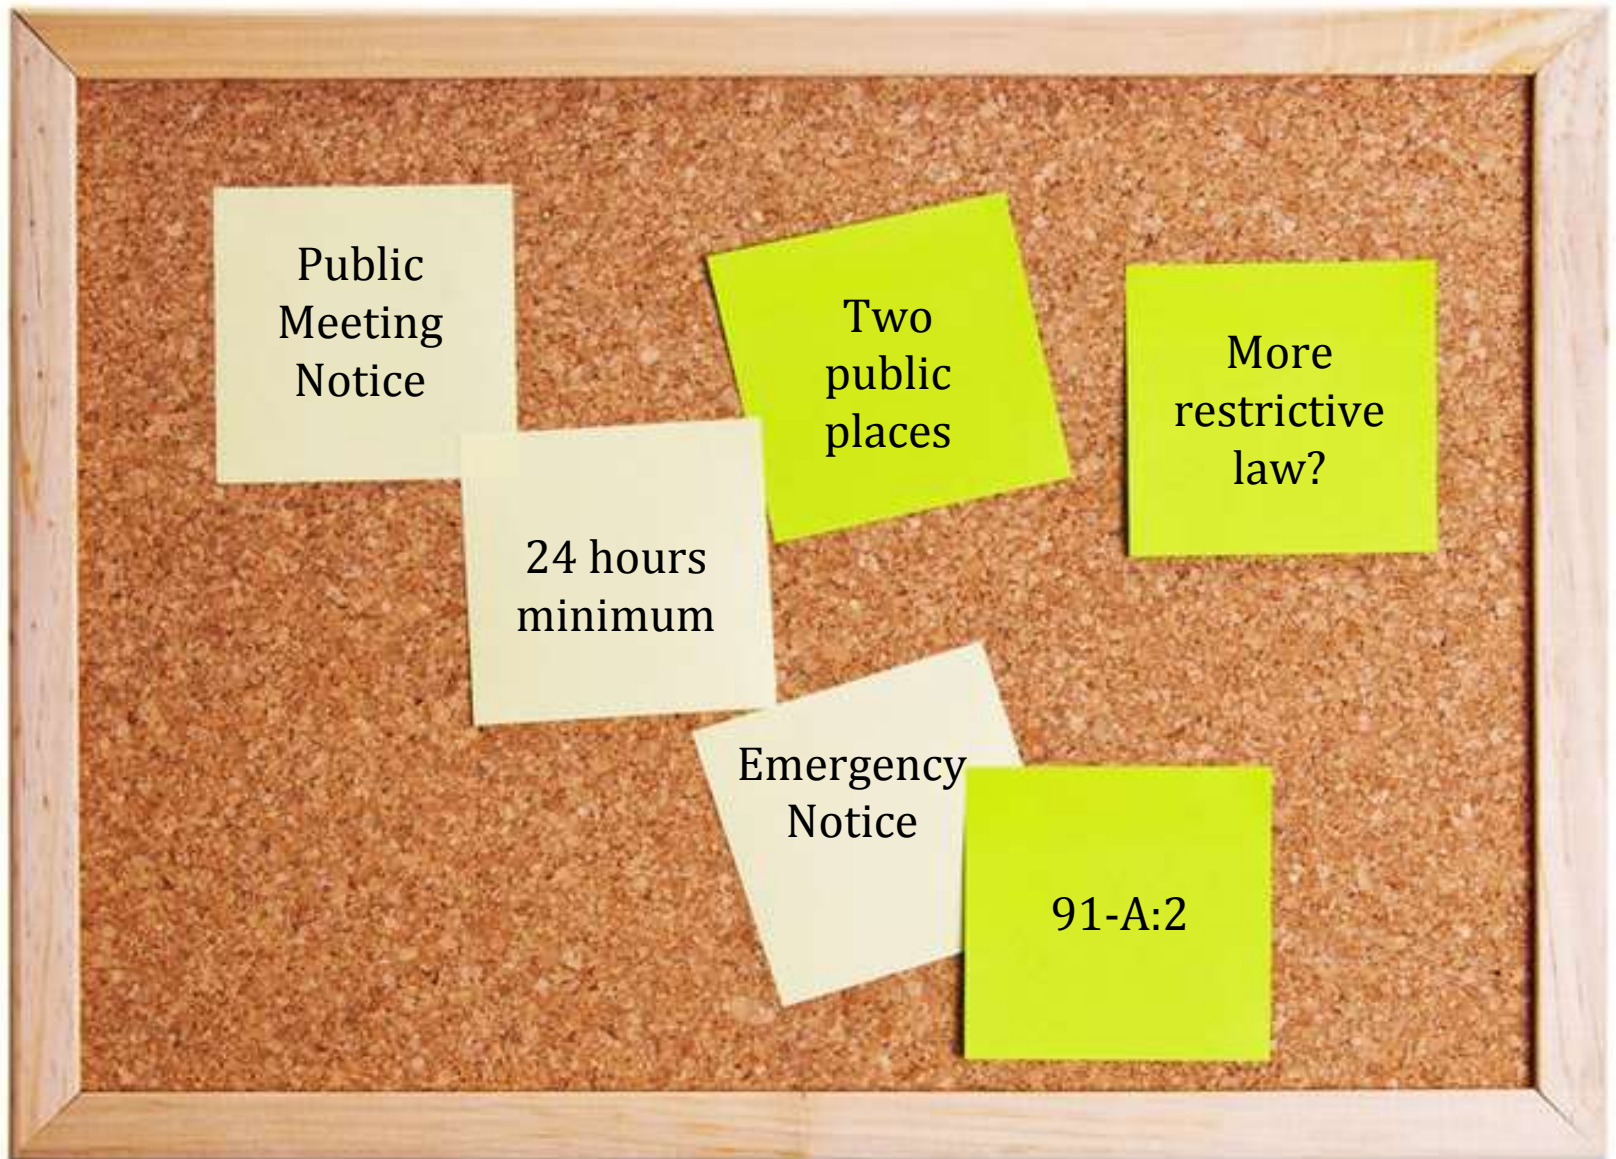 Public
Meeting
Notice
Two
public
places
More
restrictive
law?
24 hours
minimum
Emergency
Notice
91-A:2